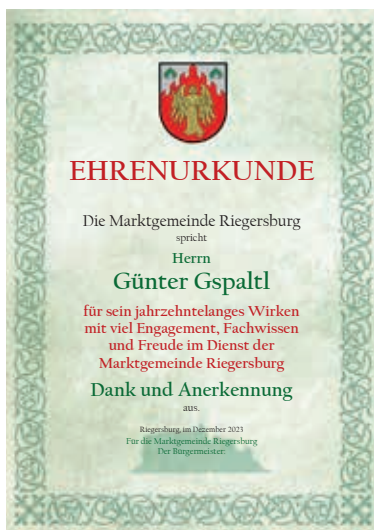 EHRENURKUNDE
Die Marktgemeinde Riegersburg
spricht
Herrn
Günter Gspaltl
für sein jahrzehntelanges Wirken
mit viel Engagement, Fachwissen
und Freude im Dienst der
Marktgemeinde Riegersburg
Dank und Anerkennung
aus.
Riegersburg, im Dezember 2023
Für die Marktgemeinde Riegersburg
Der Bürgermeister: